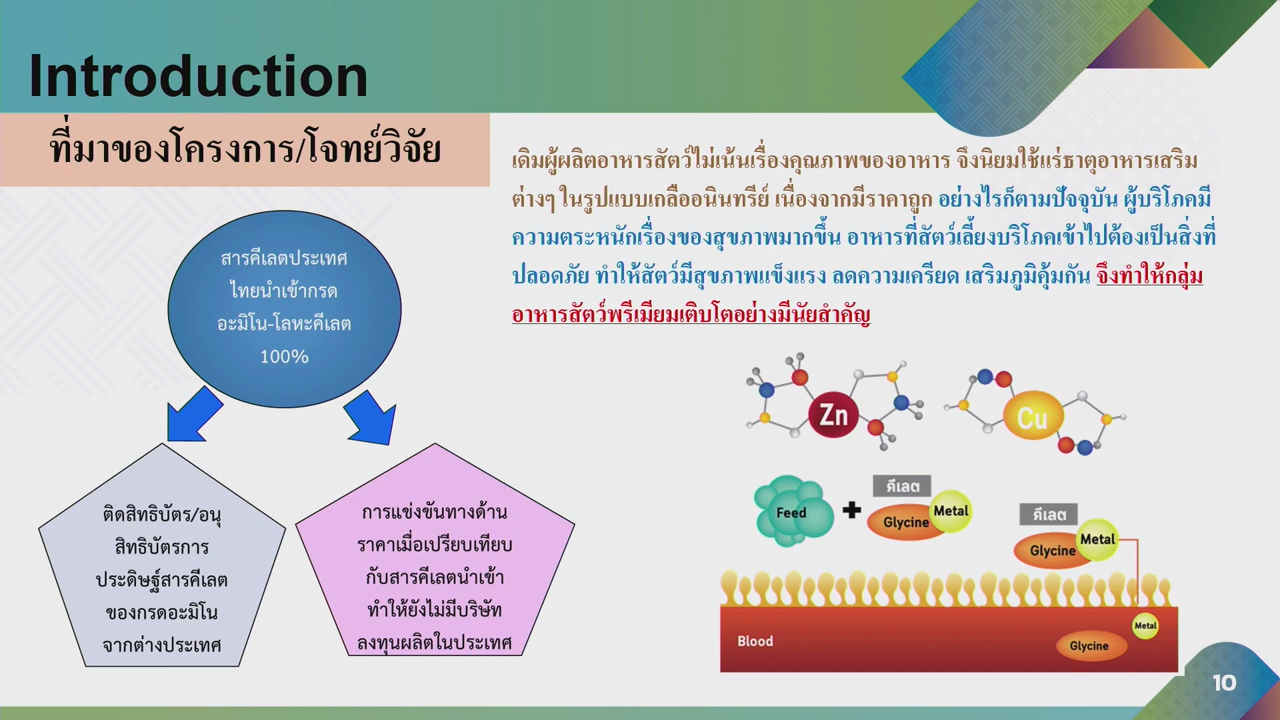 Introduction
ที่มาของโครงการ/โจทย์วิจัย
เดิมผู้ผลิตอาหารสัตว์ไม่เน้นเรื่องคุณภาพของอาหาร จึงนิยมใช้แร่ธาตุอาหารเสริม
ต่างๆ ในรูปแบบเกลืออนินทรีย์ เนื่องจากมีราคาถูก อย่างไรก็ตามปัจจุบัน ผู้บริโภคมี
ความตระหนักเรื่องของสุขภาพมากขึ้น อาหารที่สัตว์เลี้ยงบริโภคเข้าไปต้องเป็นสิ่งที่
ปลอดภัย ทำให้สัตว์มีสุขภาพแข็งแรง ลดความเครียด เสริมภูมิคุ้มกัน จึงทำให้กลุ่ม
อาหารสัตว์พรีเมียมเติบโตอย่างมีนัยสำคัญ
สารคีเลตประเทศ
ไทยนำเข้ากรด
อะมิโน-โลหะคีเลต
100%
ติดสิทธิบัตร/อนุ
สิทธิบัตรการ
ประดิษฐ์สารคีเลต
ของกรดอะมิโน
จากต่างประเทศ
การแข่งขันทางด้าน
ราคาเมื่อเปรียบเทียบ
กับสารคีเลตนำเข้า
ทำให้ยังไม่มีบริษัท
ลงทุนผลิตในประเทศ
Zn
Cu
Feed
+
คีเลต
Glycine
Metal
คีเลต
Glycine
Metal
Blood
Metal
Glycine
10